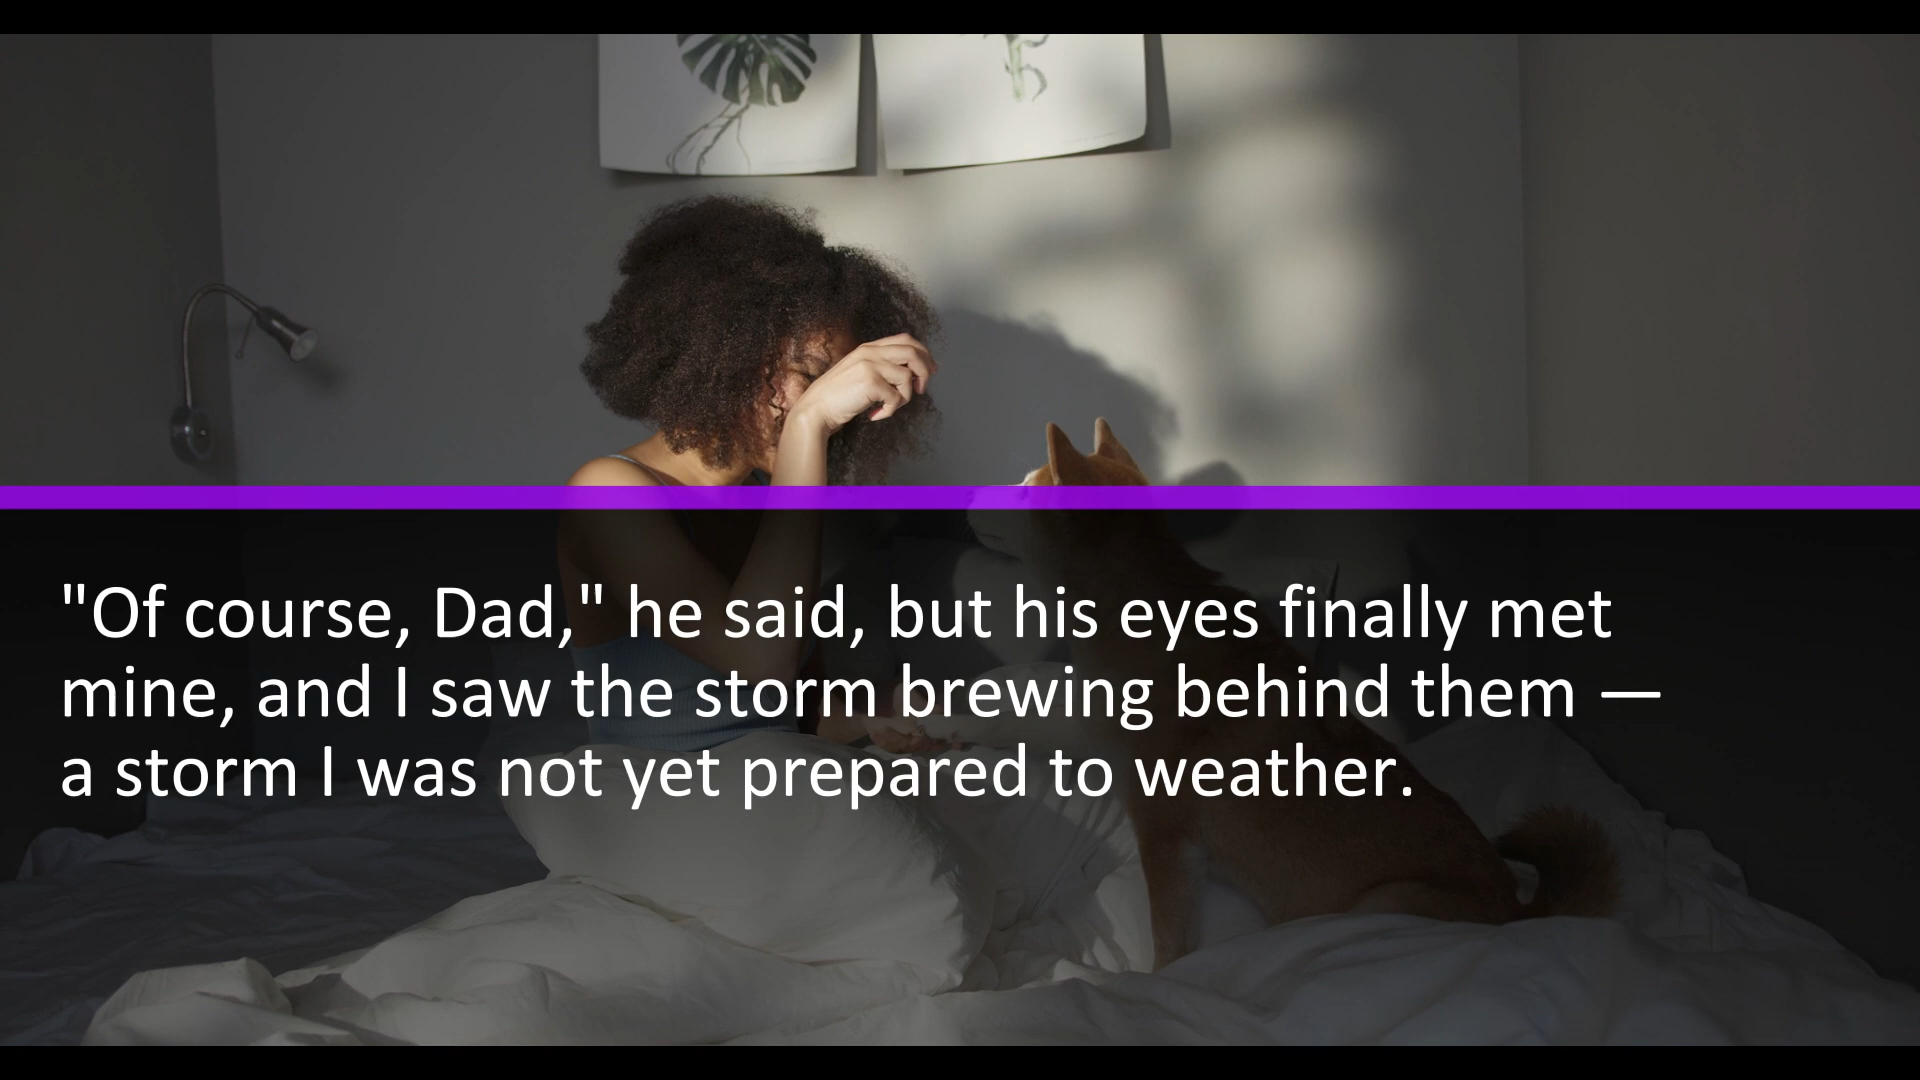 "Of course, Dad," he said, but his eyes finally met
mine, and I saw the storm brewing behind them —
a storm I was not yet prepared to weather.